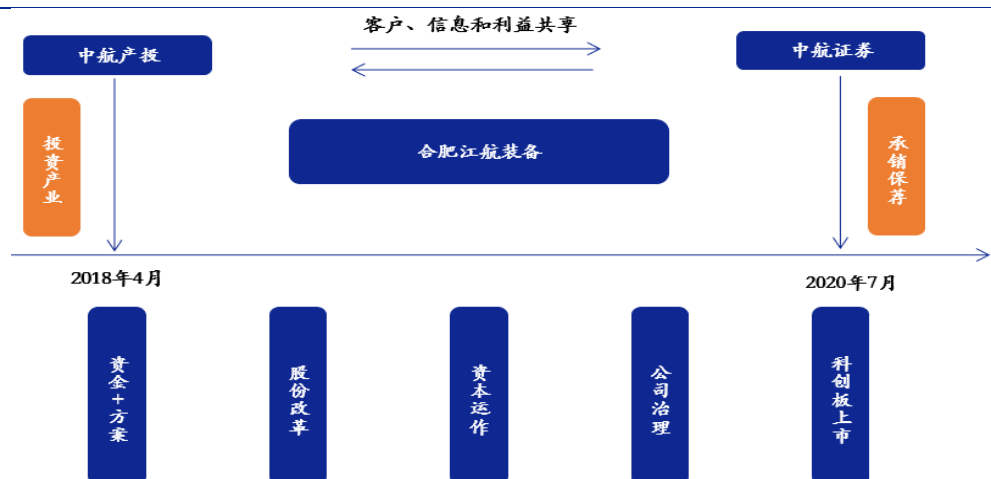 客户、信息和利益共享
中航产投
中航证券
投资产业
合肥江航装备
承销保荐
2018年4月
2020年7月
资金+方案
股份改革
资本运作
公司治理
科创板上市